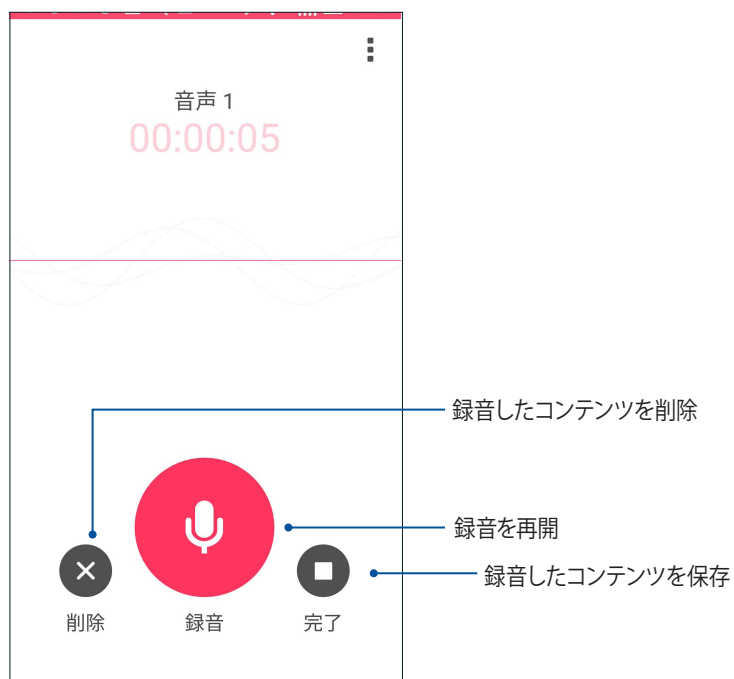 音声 1
00:00:05
録音したコンテンツを削除
録音を再開
録音したコンテンツを保存
削除
録音
完了